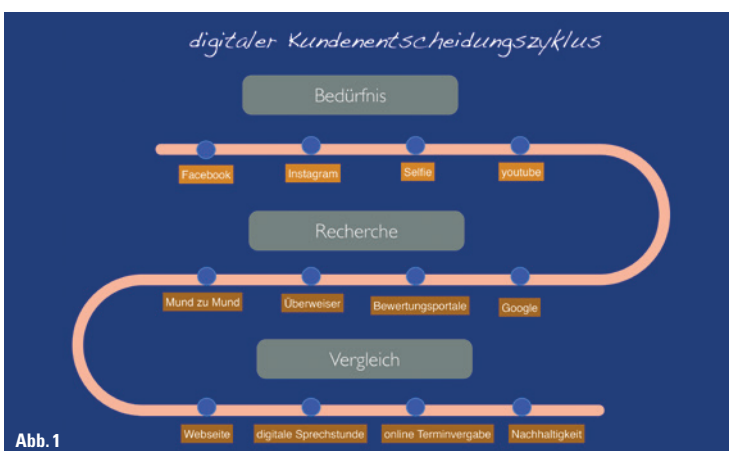 digitaler Kundenentscheidungszyklus
Bedürfnis
Facebook
Instagram
Selfie
youtube
Recherche
Mund zu Mund
Überweiser
Bewertungsportale
Google
Vergleich
Webseite
digitale Sprechstunde
online Terminvergabe
Nachhaltigkeit
Abb. 1